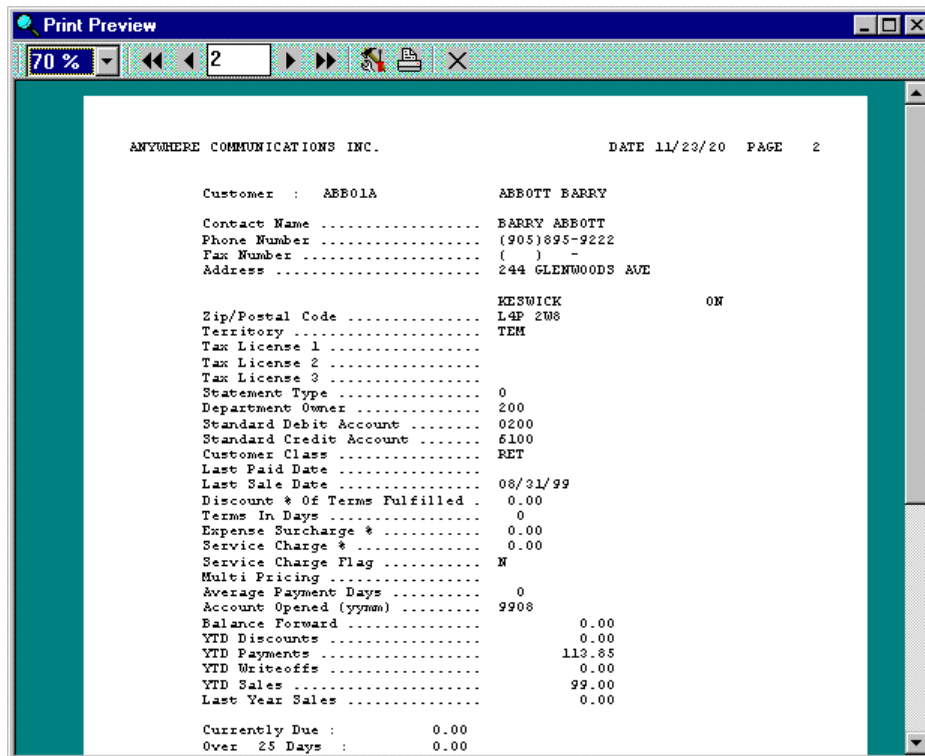 Print Preview
70 % 2
ANYWHERE COMMUNICATIONS INC. DATE 11/23/20 PAGE 2
Customer : ABB01A ABBOTT BARRY
Contact Name .................. BARRY ABBOTT
Phone Number .................. (905)895-9222
Fax Number .................... ( ) -
Address ....................... 244 GLENWOODS AVE
KESWICK ON
Zip/Postal Code ............... L4P 2W8
Territory ..................... TEM
Tax License 1 .................
Tax License 2 .................
Tax License 3 .................
Statement Type ................ 0
Department Owner .............. 200
Standard Debit Account ........ 0200
Standard Credit Account ....... 6100
Customer Class ................ RET
Last Paid Date ................
Last Sale Date ................ 08/31/99
Discount % Of Terms Fulfilled . 0.00
Terms In Days ................. 0
Expense Surcharge % ........... 0.00
Service Charge % .............. 0.00
Service Charge Flag ........... N
Multi Pricing .................
Average Payment Days .......... 0
Account Opened (yymm) ......... 9908
Balance Forward ............... 0.00
YTD Discounts ................. 0.00
YTD Payments .................. 113.85
YTD Writeoffs ................. 0.00
YTD Sales ..................... 99.00
Last Year Sales ............... 0.00
Currently Due : 0.00
Over 25 Days : 0.00